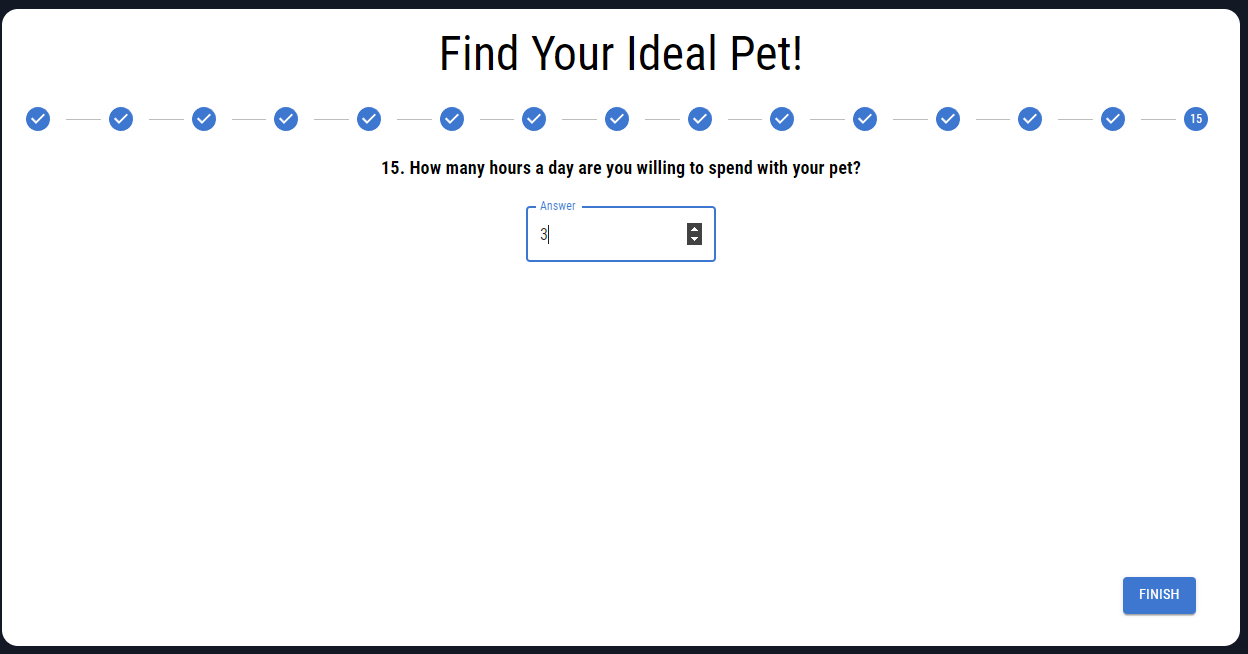 Find Your Ideal Pet!
15
15. How many hours a day are you willing to spend with your pet?
Answer
3
FINISH